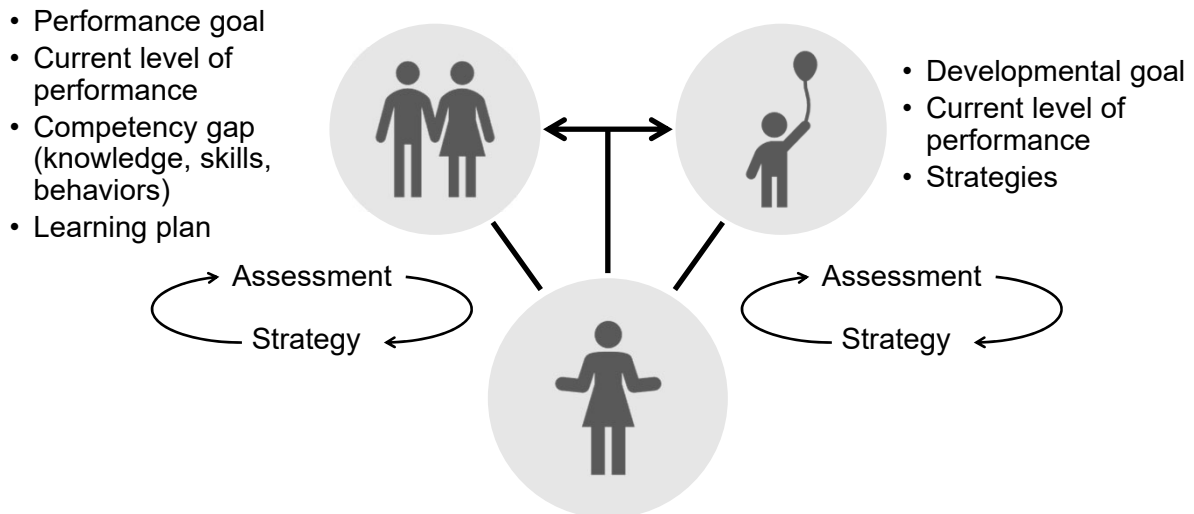 • Performance goal
• Current level of
performance
• Competency gap
(knowledge, skills,
behaviors)
• Learning plan
• Developmental goal
• Current level of
performance
• Strategies
Assessment
Strategy
Assessment
Strategy